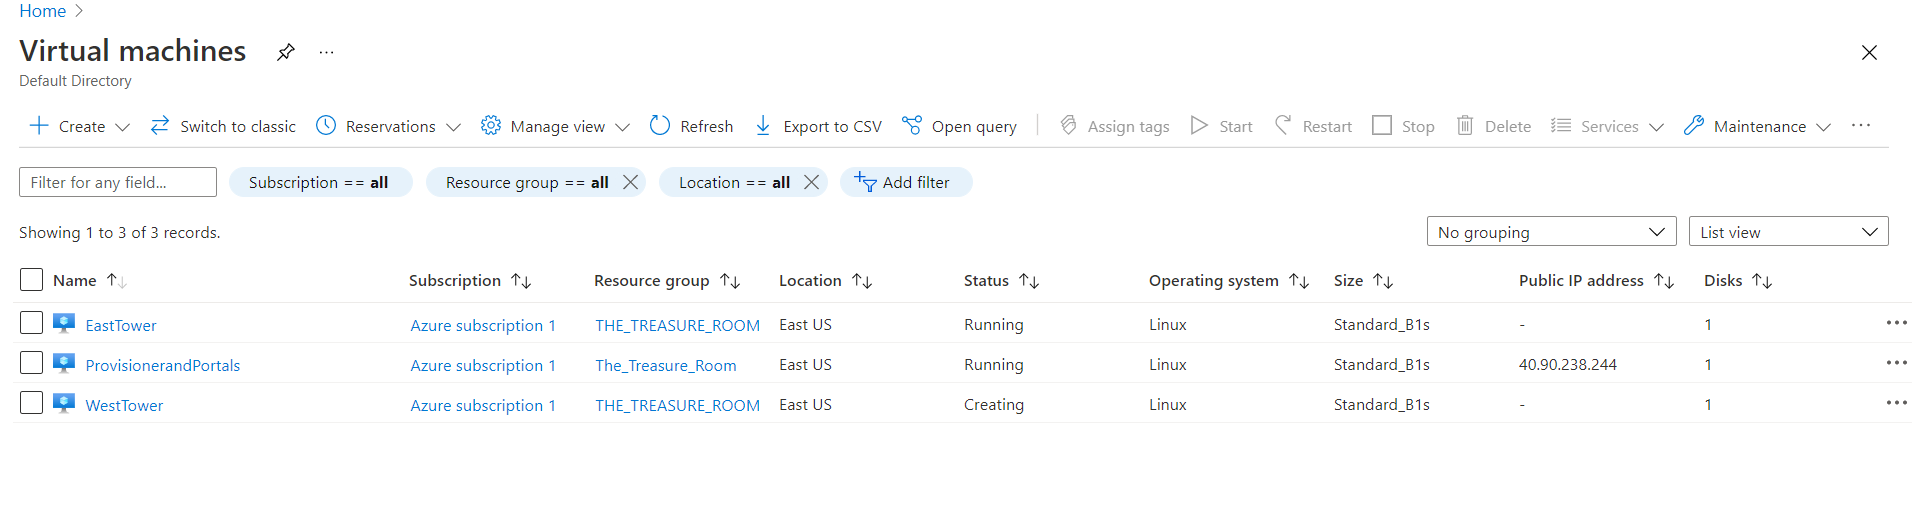 Home
Virtual machines
Default Directory
Create Switch to classic Reservations Manage view Refresh Export to CSV Open query Assign tags Start Restart Stop Delete Services Maintenance
Filter for any field... Subscription == all Resource group == all Location == all Add filter
Showing 1 to 3 of 3 records. No grouping List view
Name Subscription Resource group Location Status Operating system Size Public IP address Disks
EastTower Azure subscription 1 THE_TREASURE_ROOM East US Running Linux Standard_B1s - 1
ProvisionerandPortals Azure subscription 1 The_Treasure_Room East US Running Linux Standard_B1s 40.90.238.244 1
WestTower Azure subscription 1 THE_TREASURE_ROOM East US Creating Linux Standard_B1s - 1